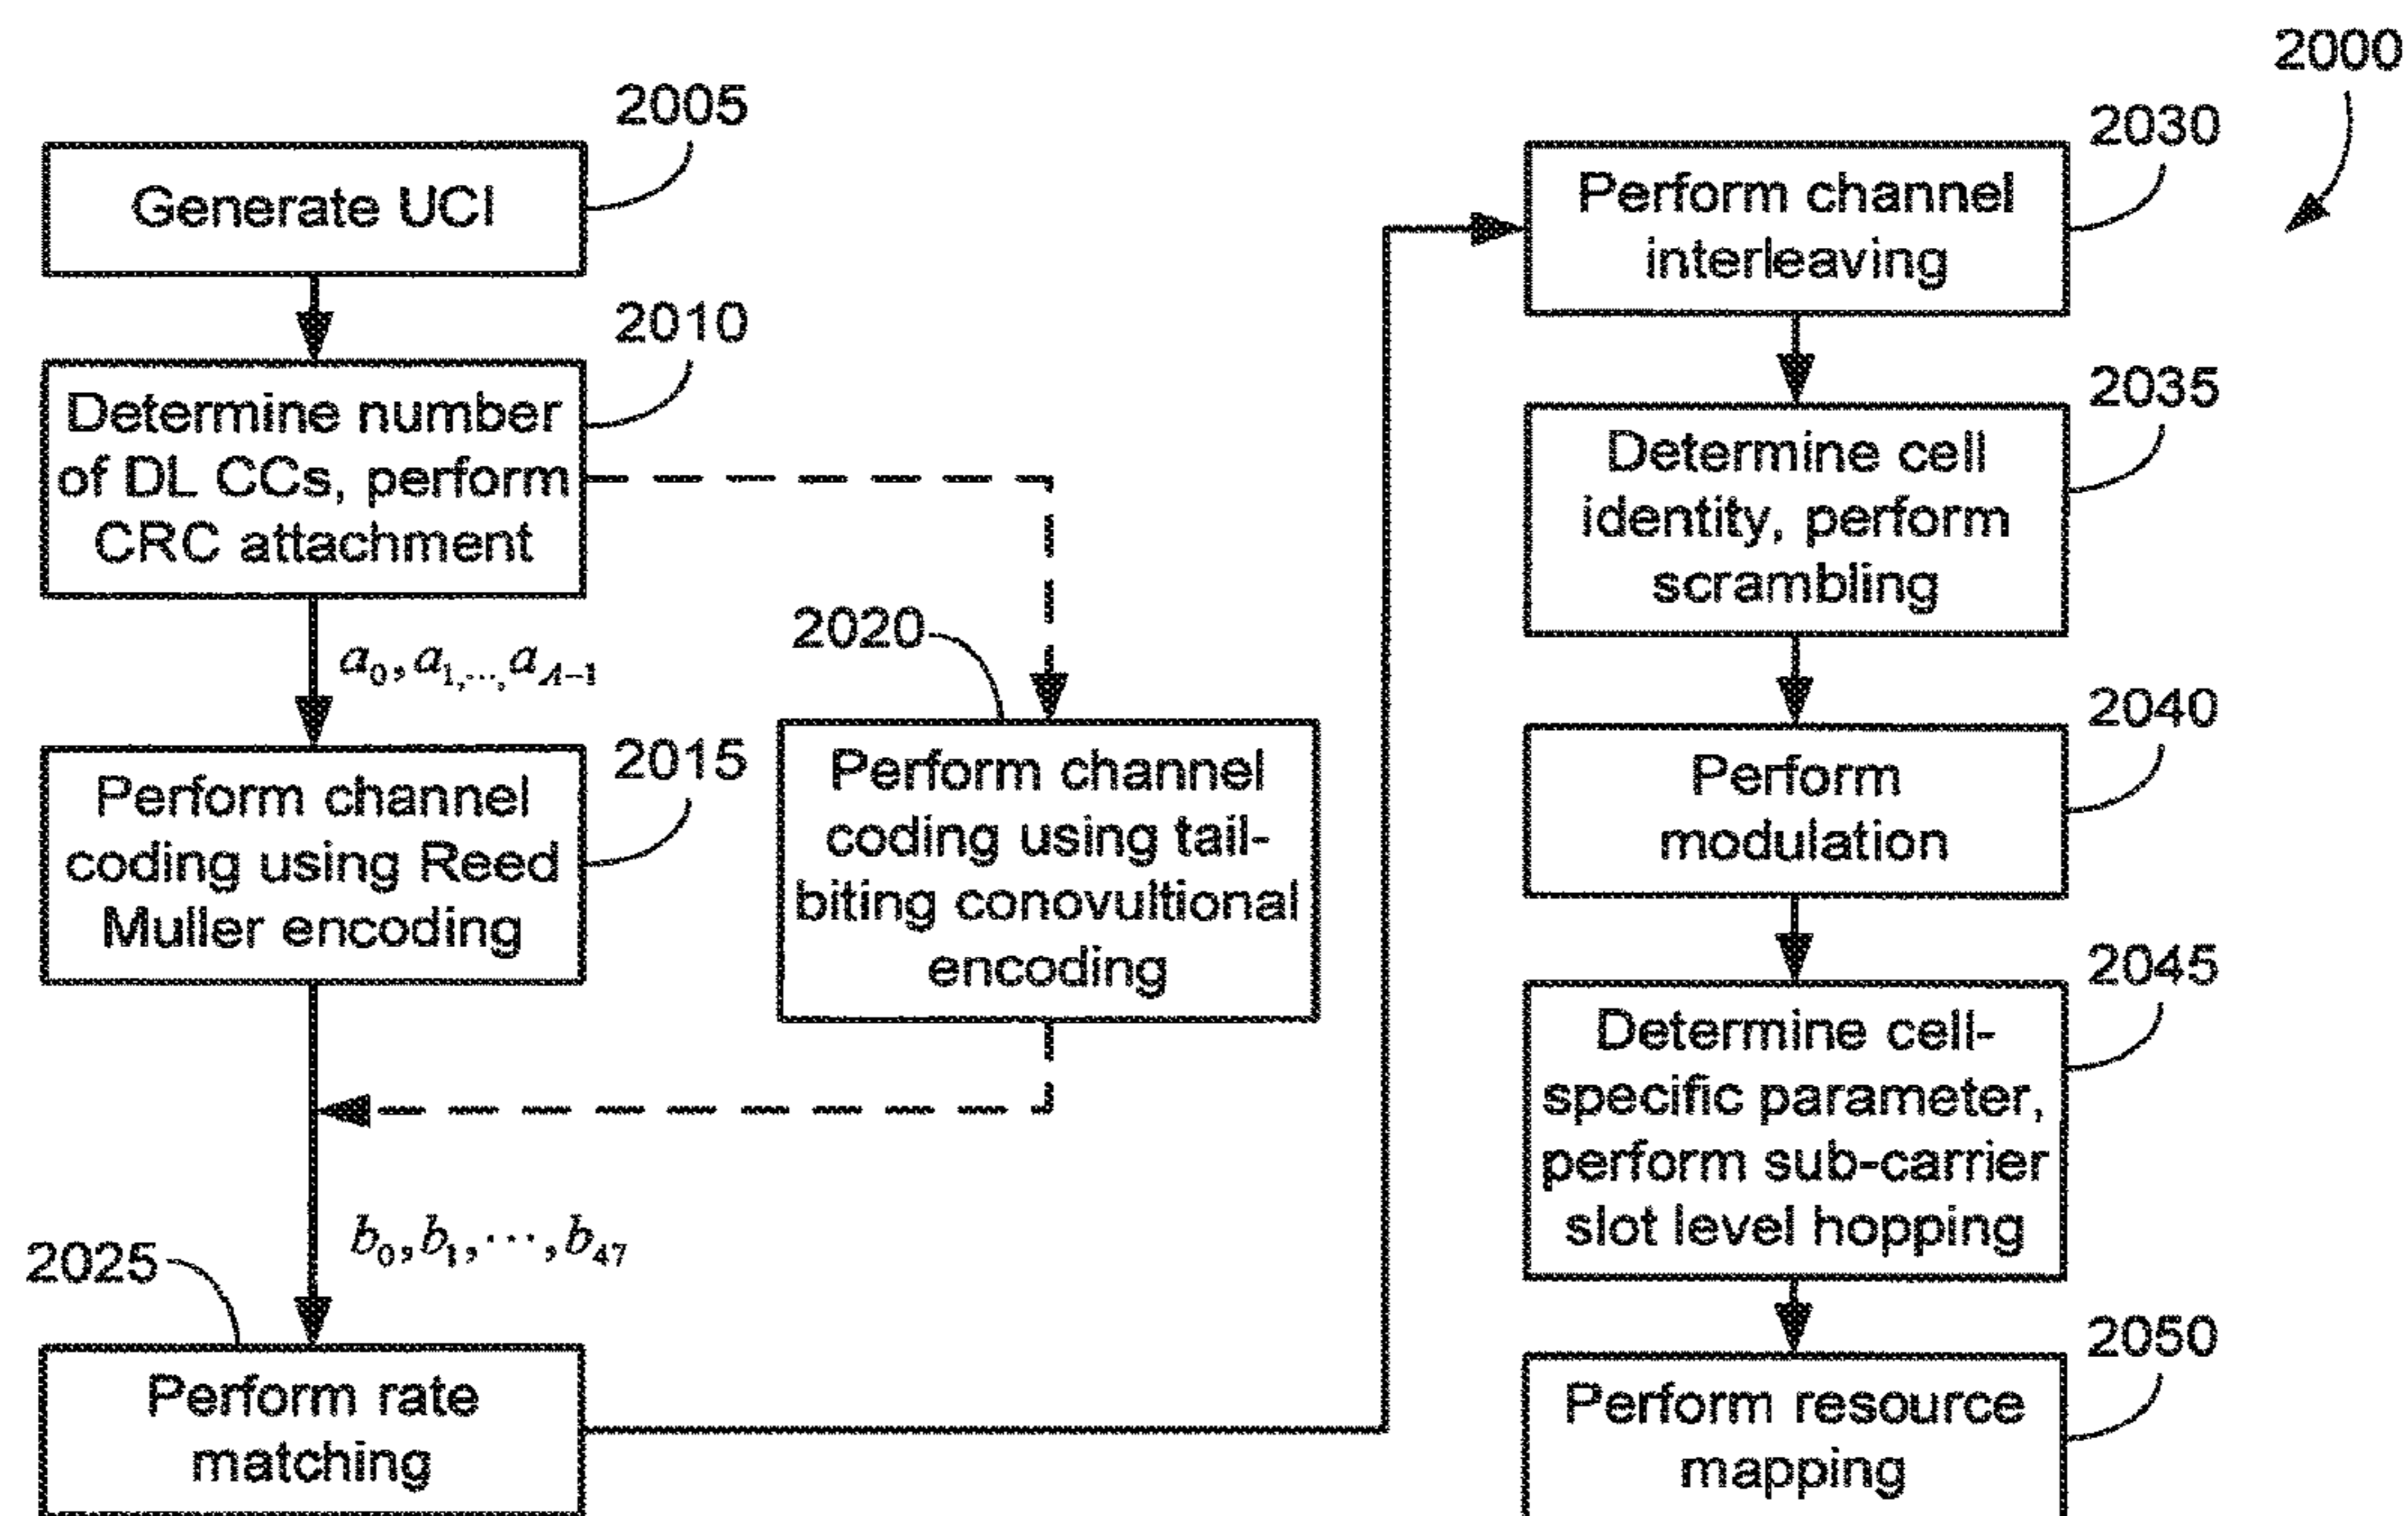 2000
2005
Generate UCI
2010
Determine number
of DL CCs, perform
CRC attachment
a₀, a₁,…, a_{A−1}
2015
Perform channel
coding using Reed
Muller encoding
2020
Perform channel
coding using tail-
biting conovultional
encoding
b₀, b₁, ⋯, b₄₇
2025
Perform rate
matching
2030
Perform channel
interleaving
2035
Determine cell
identity, perform
scrambling
2040
Perform
modulation
2045
Determine cell-
specific parameter,
perform sub-carrier
slot level hopping
2050
Perform resource
mapping